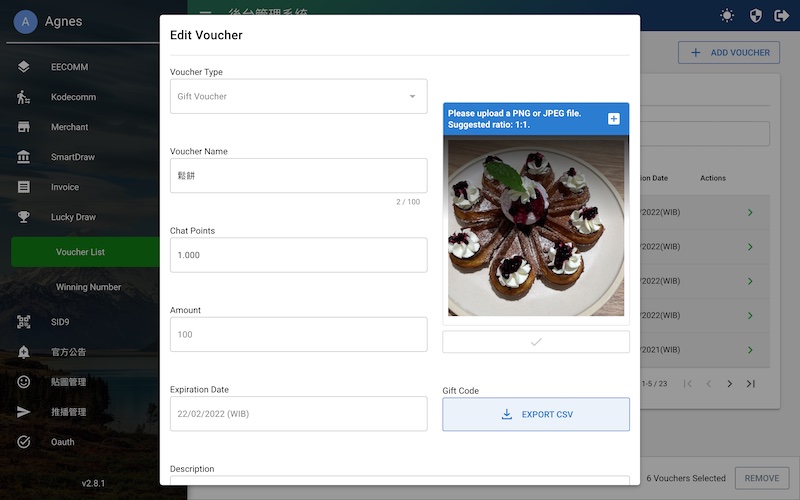 A Agnes
EECOMM
Kodecomm
Merchant
SmartDraw
Invoice
Lucky Draw
Voucher List
Winning Number
SID9
官方公告
貼圖管理
推播管理
Oauth
v2.8.1
後台管理系統
ADD VOUCHER
Edit Voucher
Voucher Type
Gift Voucher
Voucher Name
鬆餅
2 / 100
Chat Points
1.000
Amount
100
Expiration Date
22/02/2022 (WIB)
Description
Please upload a PNG or JPEG file.
Suggested ratio: 1:1.
Gift Code
EXPORT CSV
Date Actions
/2022(WIB)
/2022(WIB)
/2022(WIB)
/2022(WIB)
/2021(WIB)
1-5 / 23
6 Vouchers Selected REMOVE